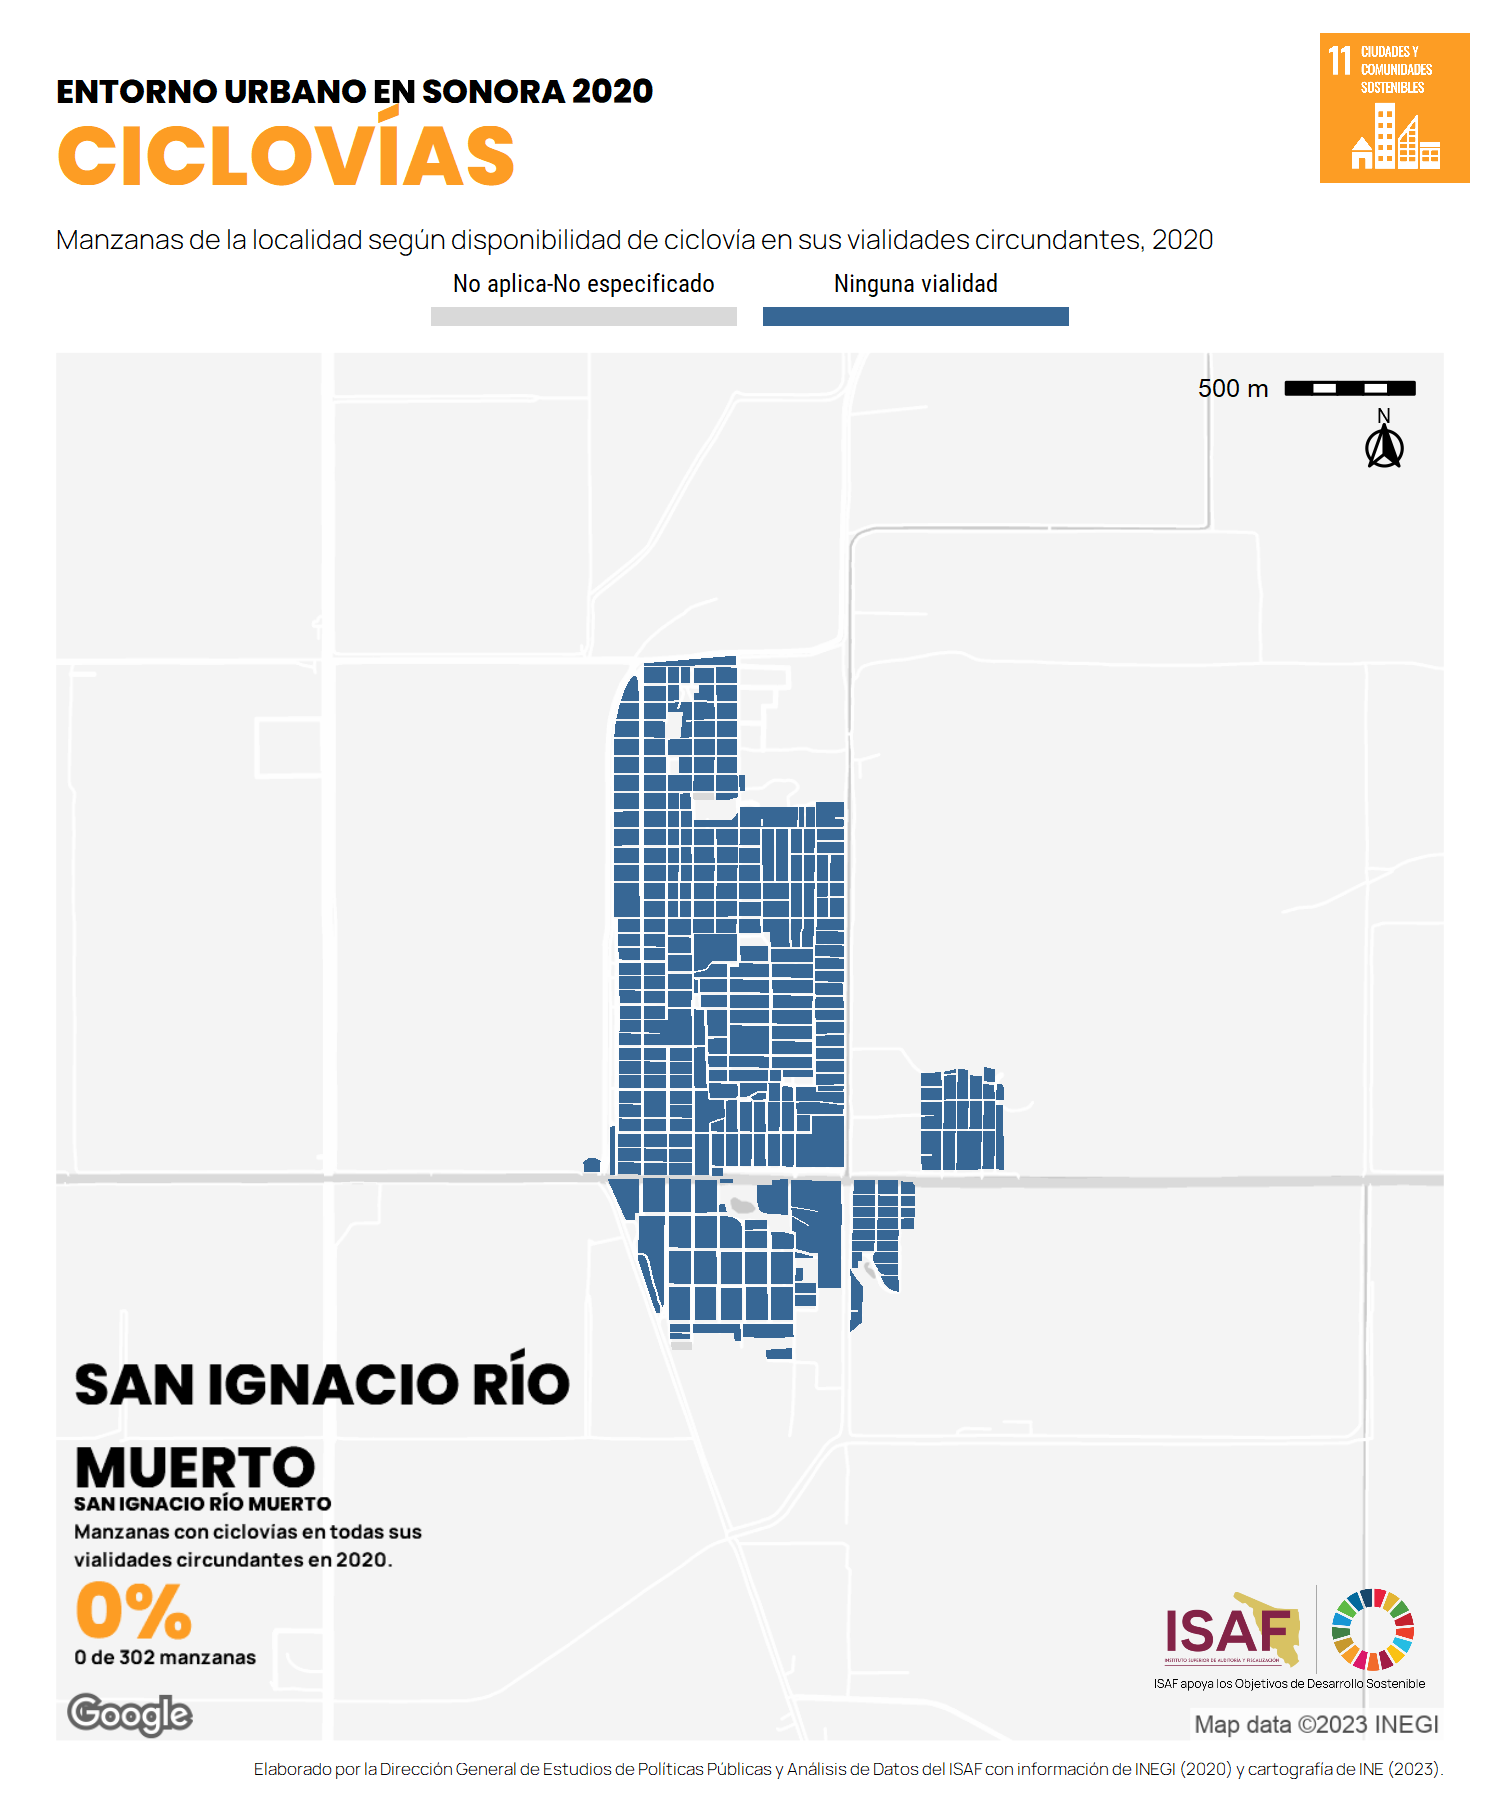 ENTORNO URBANO EN SONORA 2020
CICLOVÍAS
11 CIUDADES Y
COMUNIDADES
SOSTENIBLES
Manzanas de la localidad según disponibilidad de ciclovía en sus vialidades circundantes, 2020
No aplica-No especificado
Ninguna vialidad
500 m
N
SAN IGNACIO RÍO
MUERTO
SAN IGNACIO RÍO MUERTO
Manzanas con ciclovias en todas sus
vialidades circundantes en 2020.
0%
0 de 302 manzanas
Google
ISAF
INSTITUTO SUPERIOR DE AUDITORÍA Y FISCALIZACIÓN
ISAF apoya los Objetivos de Desarrollo Sostenible
Map data ©2023 INEGI
Elaborado por la Dirección General de Estudios de Políticas Públicas y Análisis de Datos del ISAF con información de INEGI (2020) y cartografía de INE (2023).